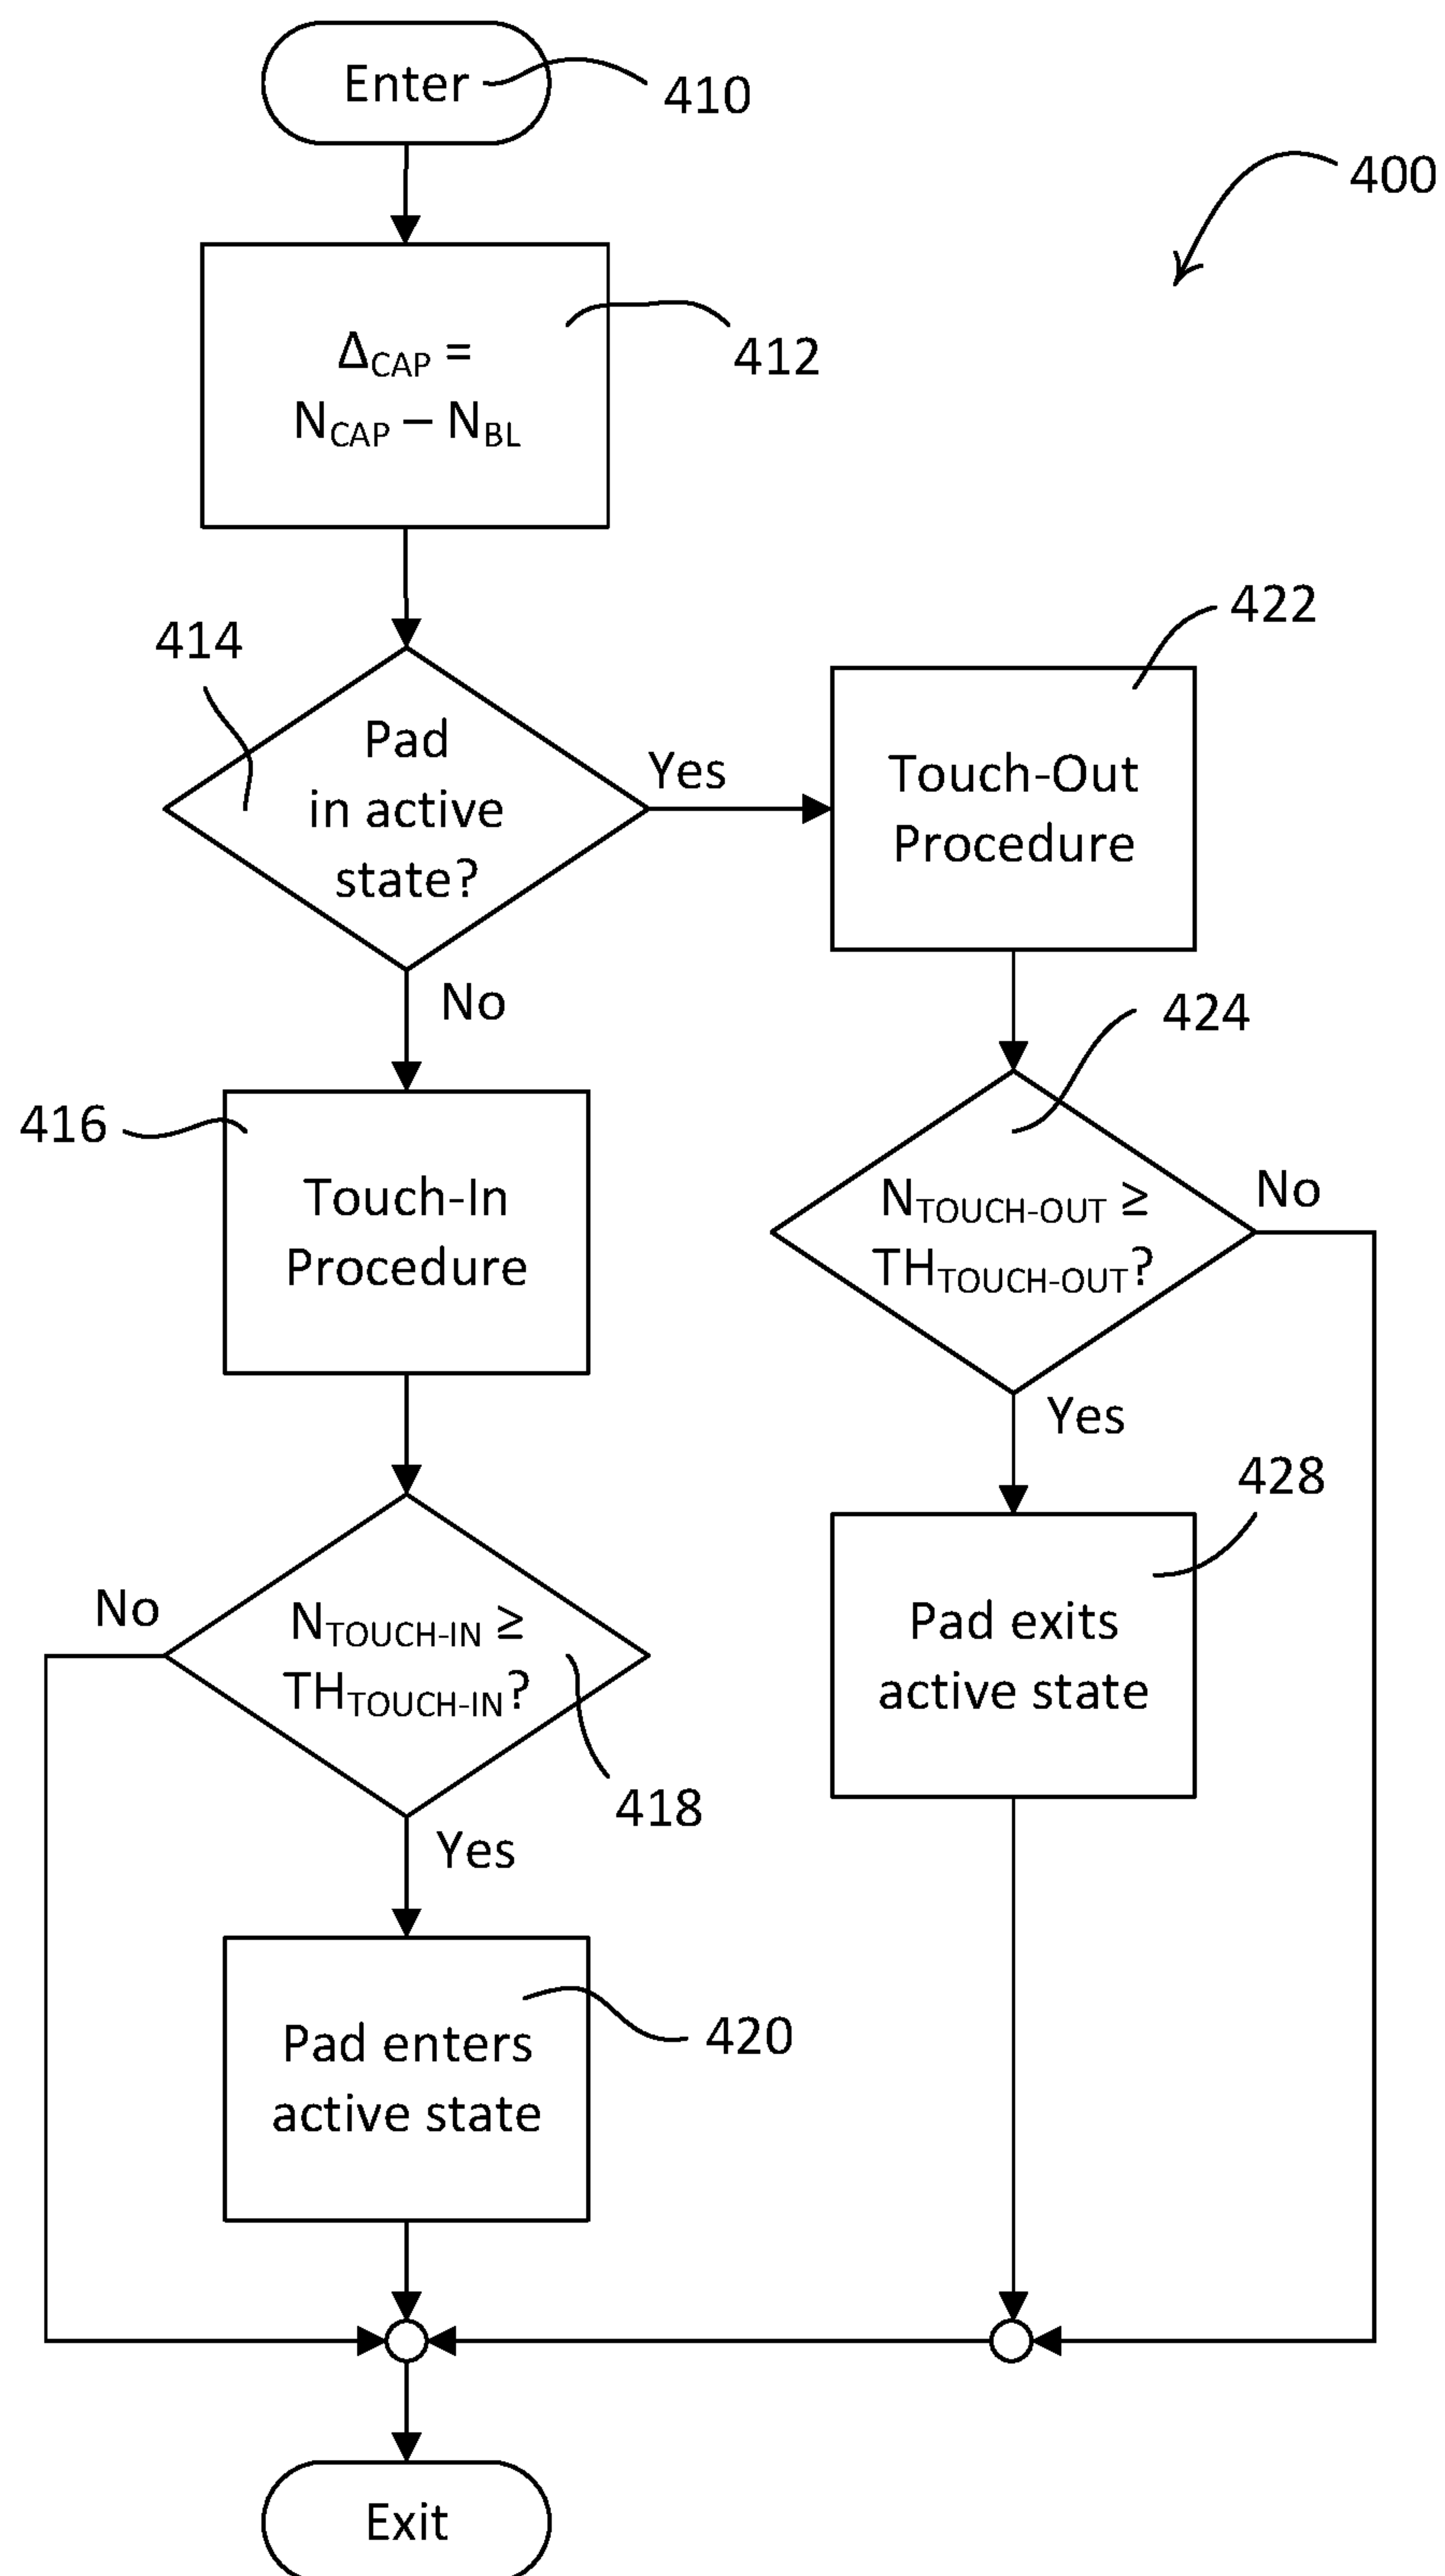 Enter
410
400
ΔCAP =
NCAP – NBL
412
414
Pad
in active
state?
Yes
No
422
Touch-Out
Procedure
416
Touch-In
Procedure
424
NTOUCH-OUT ≥
THTOUCH-OUT?
No
Yes
428
Pad exits
active state
No
NTOUCH-IN ≥
THTOUCH-IN?
418
Yes
Pad enters
active state
420
Exit